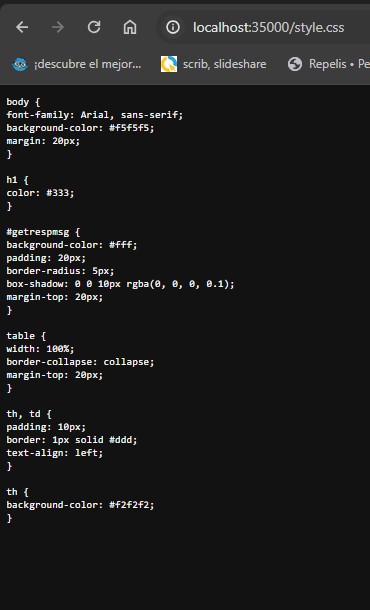 localhost:35000/style.css
¡descubre el mejor... scrib, slideshare Repelis • Pe
body {
font-family: Arial, sans-serif;
background-color: #f5f5f5;
margin: 20px;
}
h1 {
color: #333;
}
#getrespmsg {
background-color: #fff;
padding: 20px;
border-radius: 5px;
box-shadow: 0 0 10px rgba(0, 0, 0, 0.1);
margin-top: 20px;
}
table {
width: 100%;
border-collapse: collapse;
margin-top: 20px;
}
th, td {
padding: 10px;
border: 1px solid #ddd;
text-align: left;
}
th {
background-color: #f2f2f2;
}